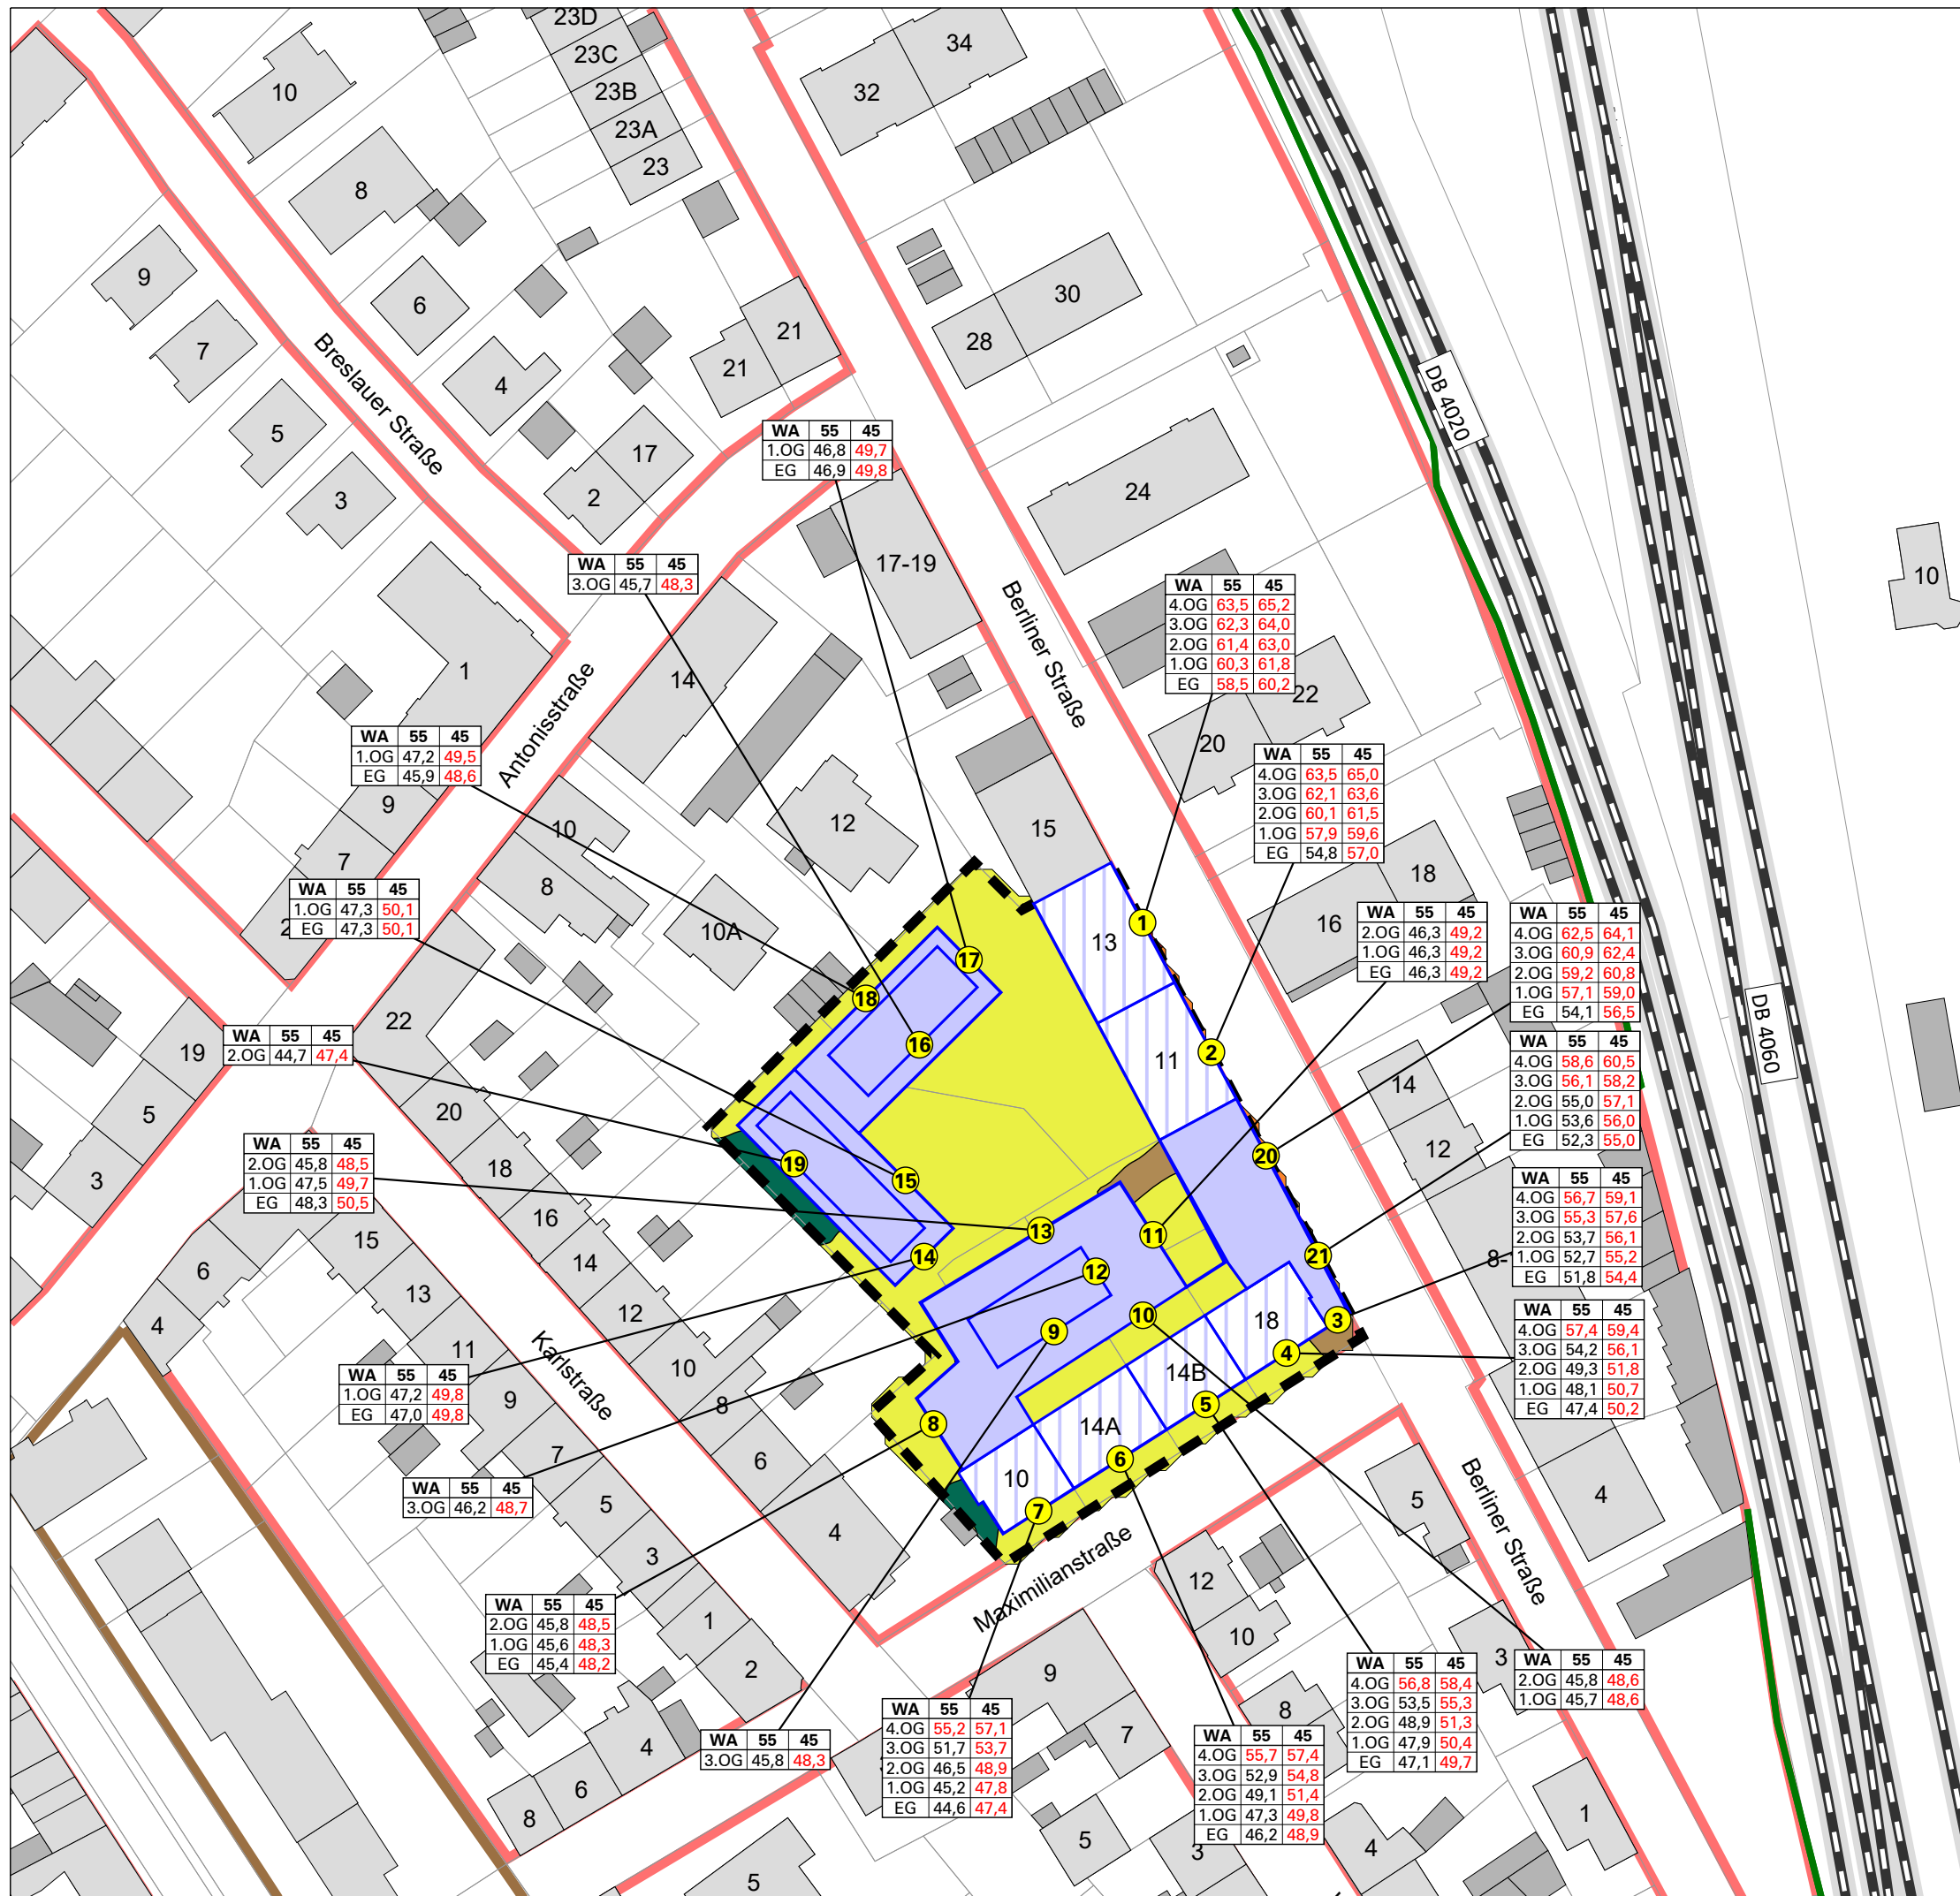 23D
23C
23B
23A
23
10
8
9
7
6
5
4
3
2
17
21
21
32
34
28
30
24
17-19
Breslauer Straße
Berliner Straße
DB 4020
DB 4060
10
WA 55 45
1.OG 46,8 49,7
EG 46,9 49,8
WA 55 45
3.OG 45,7 48,3
WA 55 45
4.OG 63,5 65,2
3.OG 62,3 64,0
2.OG 61,4 63,0
1.OG 60,3 61,8
EG 58,5 60,2
22
20
1
14
Antonisstraße
WA 55 45
1.OG 47,2 49,5
EG 45,9 48,6
WA 55 45
4.OG 63,5 65,0
3.OG 62,1 63,6
2.OG 60,1 61,5
1.OG 57,9 59,6
EG 54,8 57,0
9
7
10
8
12
15
10A
18
16
WA 55 45
1.OG 47,3 50,1
EG 47,3 50,1
WA 55 45
2.OG 46,3 49,2
1.OG 46,3 49,2
EG 46,3 49,2
WA 55 45
4.OG 62,5 64,1
3.OG 60,9 62,4
2.OG 59,2 60,8
1.OG 57,1 59,0
EG 54,1 56,5
13
1
11
2
17
18
16
22
19
WA 55 45
2.OG 44,7 47,4
WA 55 45
4.OG 58,6 60,5
3.OG 56,1 58,2
2.OG 55,0 57,1
1.OG 53,6 56,0
EG 52,3 55,0
14
12
5
3
20
18
16
14
12
10
8
6
4
19
15
20
WA 55 45
2.OG 45,8 48,5
1.OG 47,5 49,7
EG 48,3 50,5
WA 55 45
4.OG 56,7 59,1
3.OG 55,3 57,6
2.OG 53,7 56,1
1.OG 52,7 55,2
EG 51,8 54,4
8-
13
11
14
21
12
10
9
18
3
4
14B
5
14A
6
10
7
8
6
4
15
13
11
9
7
5
3
1
2
Karlstraße
WA 55 45
4.OG 57,4 59,4
3.OG 54,2 56,1
2.OG 49,3 51,8
1.OG 48,1 50,7
EG 47,4 50,2
WA 55 45
1.OG 47,2 49,8
EG 47,0 49,8
WA 55 45
3.OG 46,2 48,7
WA 55 45
2.OG 45,8 48,5
1.OG 45,6 48,3
EG 45,4 48,2
Maximilianstraße
Berliner Straße
5
4
12
10
8
3
1
9
7
5
3
4
WA 55 45
3.OG 45,8 48,3
WA 55 45
4.OG 55,2 57,1
3.OG 51,7 53,7
2.OG 46,5 48,9
1.OG 45,2 47,8
EG 44,6 47,4
WA 55 45
4.OG 55,7 57,4
3.OG 52,9 54,8
2.OG 49,1 51,4
1.OG 47,3 49,8
EG 46,2 48,9
WA 55 45
4.OG 56,8 58,4
3.OG 53,5 55,3
2.OG 48,9 51,3
1.OG 47,9 50,4
EG 47,1 49,7
WA 55 45
2.OG 45,8 48,6
1.OG 45,7 48,6
4
6
8
5